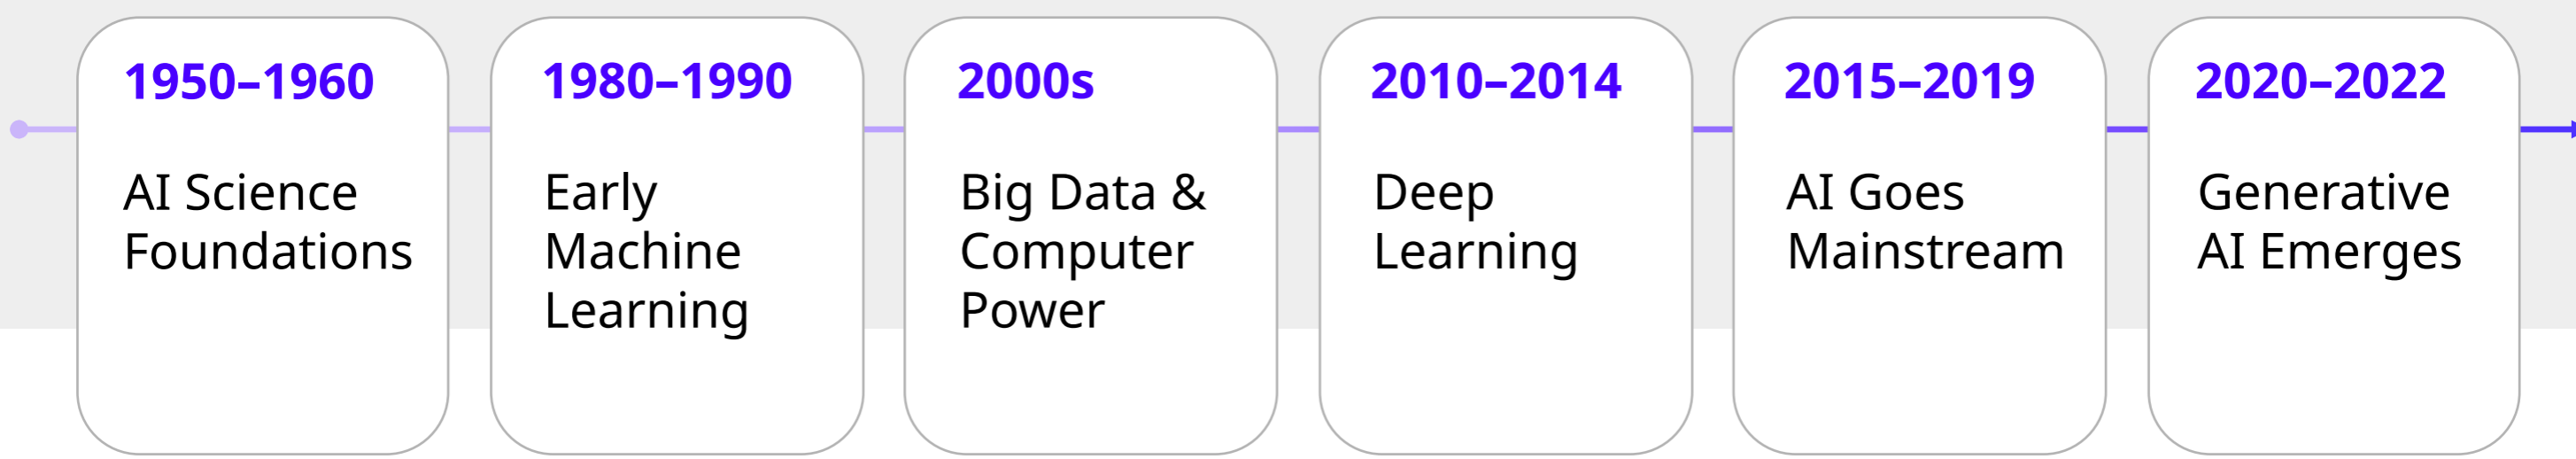 1950–1960
AI Science
Foundations
1980–1990
Early
Machine
Learning
2000s
Big Data &
Computer
Power
2010–2014
Deep
Learning
2015–2019
AI Goes
Mainstream
2020–2022
Generative
AI Emerges